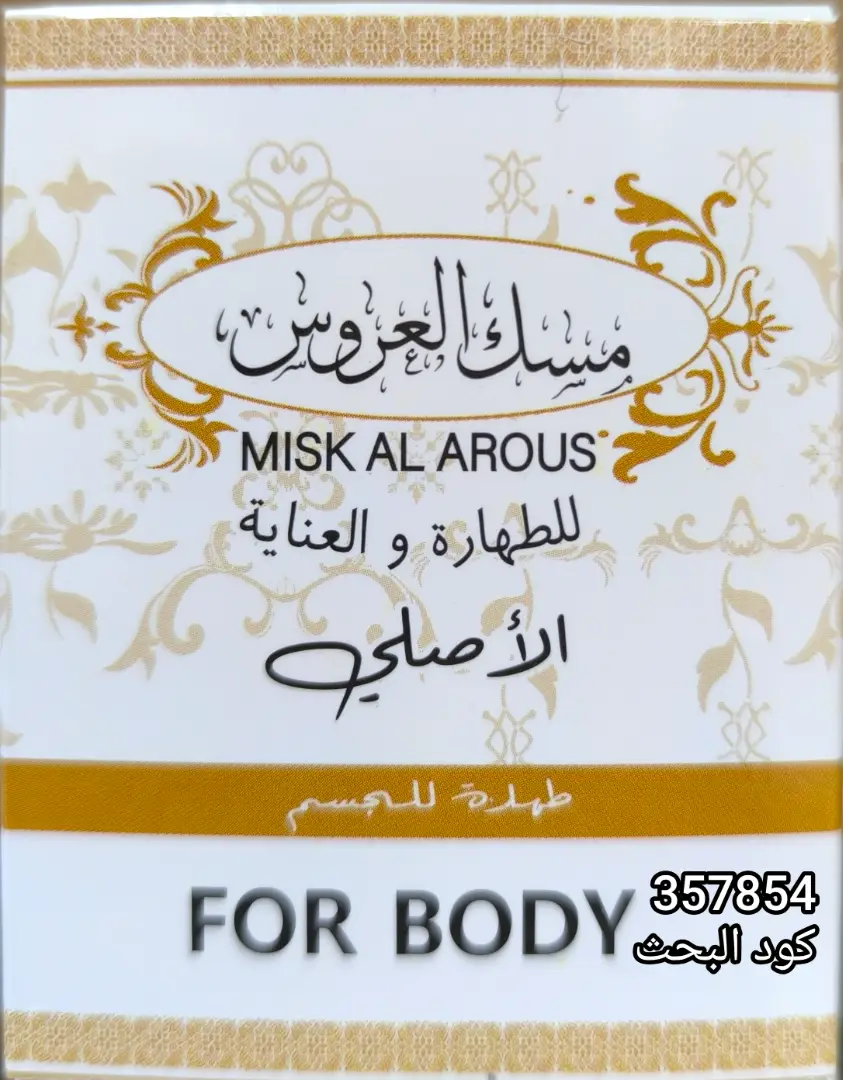 مسك العروس
MISK AL AROUS
للطهارة و العناية
الأصلي
طهارة للجسم
FOR BODY
357854
كود البحث